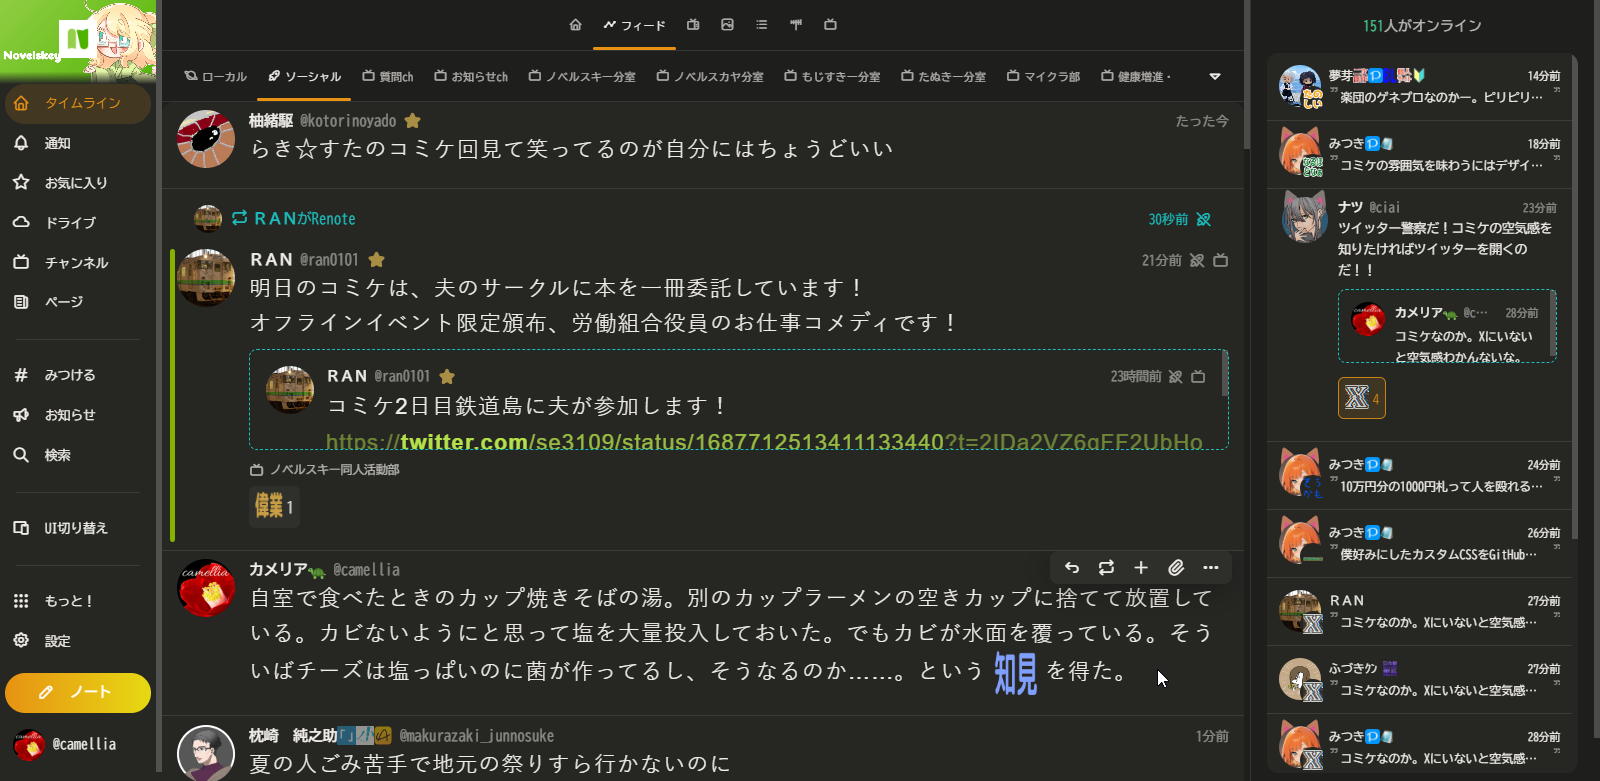 Novelskey
タイムライン
通知
お気に入り
ドライブ
チャンネル
ページ
みつける
お知らせ
検索
UI切り替え
もっと！
設定
ノート
@camellia
フィード
ローカル
ソーシャル
質問ch
お知らせch
ノベルスキー分室
ノベルスカヤ分室
もじすきー分室
たぬきー分室
マイクラ部
健康増進・
柚緒駆 @kotorinoyado
たった今
らき☆すたのコミケ回見て笑ってるのが自分にはちょうどいい
ＲＡＮがRenote
30秒前
ＲＡＮ @ran0101
21分前
明日のコミケは、夫のサークルに本を一冊委託しています！
オフラインイベント限定頒布、労働組合役員のお仕事コメディです！
ＲＡＮ @ran0101
23時間前
コミケ2日目鉄道島に夫が参加します！
https://twitter.com/se3109/status/1687712513411133440?t=2IDa2VZ6gEF2UbHo
ノベルスキー同人活動部
偉業 1
カメリア @camellia
自室で食べたときのカップ焼きそばの湯。別のカップラーメンの空きカップに捨てて放置して
いる。カビないようにと思って塩を大量投入しておいた。でもカビが水面を覆っている。そう
いばチーズは塩っぱいのに菌が作ってるし、そうなるのか……。という 知見 を得た。
枕崎　純之助 @makurazaki_junnosuke
1分前
夏の人ごみ苦手で地元の祭りすら行かないのに
151人がオンライン
夢芽
14分前
楽団のゲネプロなのかー。ピリピリ…
たのしい
みつき
18分前
コミケの雰囲気を味わうにはデザイ…
なるほどなあ
ナツ @ciai
23分前
ツイッター警察だ！コミケの空気感を
知りたければツイッターを開くの
だ！！
カメリア @c…
28分前
コミケなのか。Xにいない
と空気感わかんないな。
X 4
みつき
24分前
10万円分の1000円札って人を殴れる…
そうかも
みつき
26分前
僕好みにしたカスタムCSSをGitHub…
ＲＡＮ
27分前
コミケなのか。Xにいないと空気感…
ふづきｸﾝ
27分前
コミケなのか。Xにいないと空気感…
みつき
28分前
コミケなのか。Xにいないと空気感…